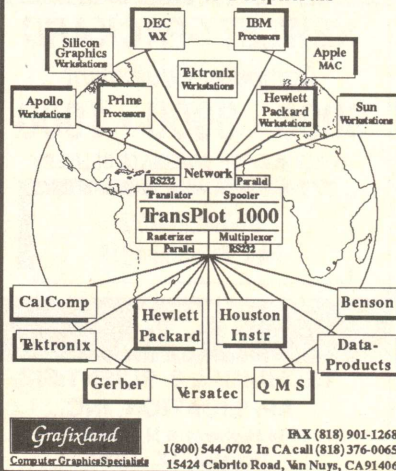 DEC
VAX
IBM
Processors
Silicon
Graphics
Workstations
Apple
MAC
Tektronix
Workstations
Apollo
Workstations
Prime
Processors
Hewlett
Packard
Workstations
Sun
Workstations
Network
RS232
Parallel
Translator
Spooler
TransPlot 1000
Rasterizer
Multiplexor
Parallel
RS232
CalComp
Hewlett
Packard
Houston
Instr
Benson
Tektronix
Data-
Products
Gerber
Versatec
QMS
Grafixland
Computer Graphics Specialists
FAX (818) 901-1268
1(800) 544-0702 In CA call (818) 376-0065
15424 Cabrito Road, Van Nuys, CA 91406